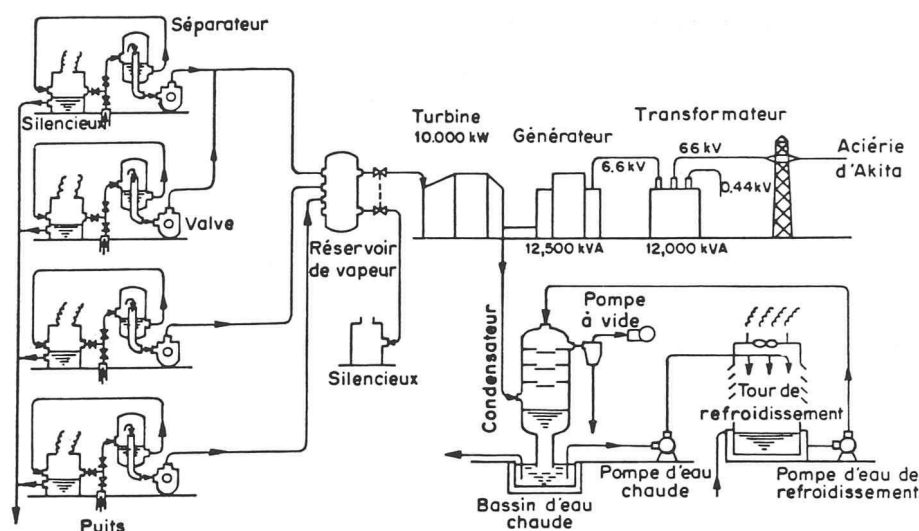 Séparateur
Silencieux
Valve
Puits
Réservoir
de vapeur
Silencieux
Turbine
10.000 kW
Générateur
12,500 kVA
6.6 kV
Transformateur
66 kV
0.44 kV
12,000 kVA
Aciérie
d'Akita
Condensateur
Pompe
à vide
Bassin d'eau
chaude
Pompe d'eau
chaude
Tour de
refroidissement
Pompe d'eau de
refroidissement